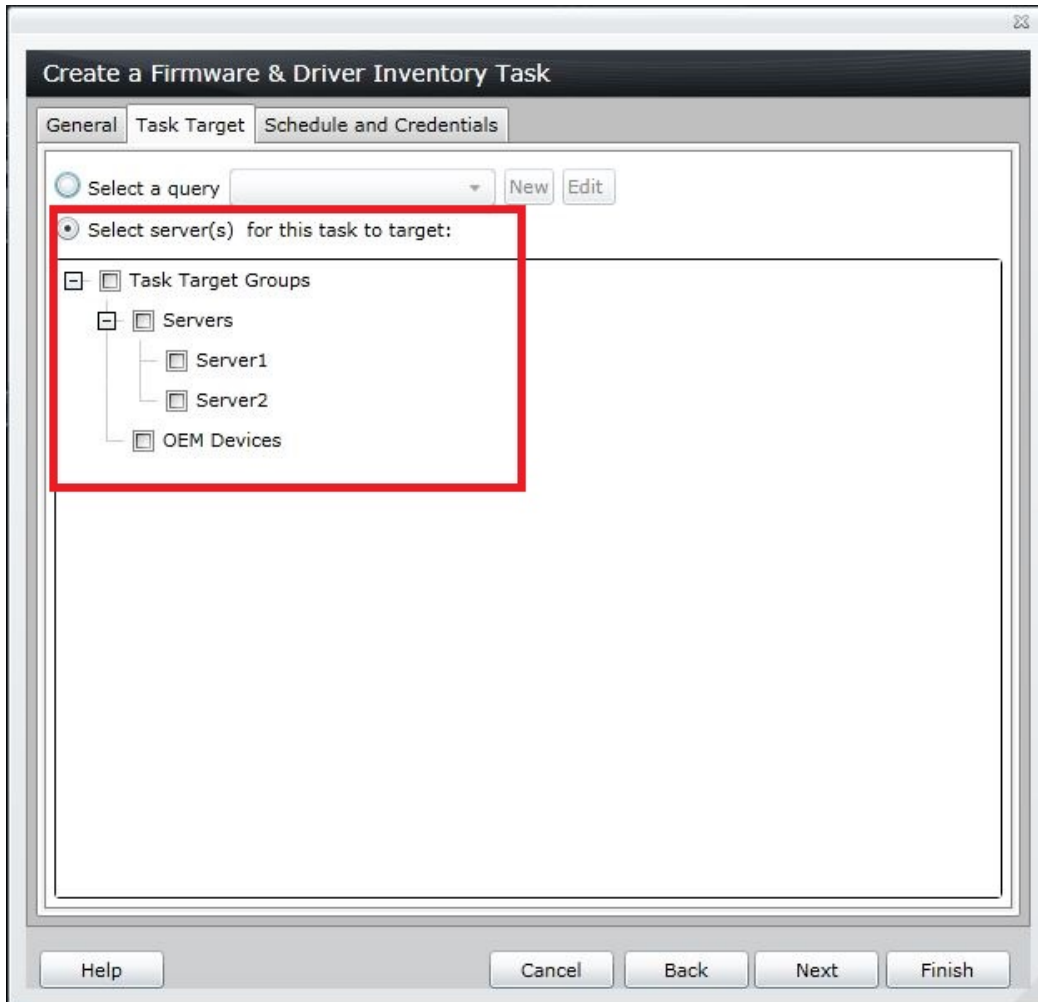 Create a Firmware & Driver Inventory Task
General Task Target Schedule and Credentials
Select a query New Edit
Select server(s) for this task to target:
Task Target Groups
Servers
Server1
Server2
OEM Devices
Help Cancel Back Next Finish